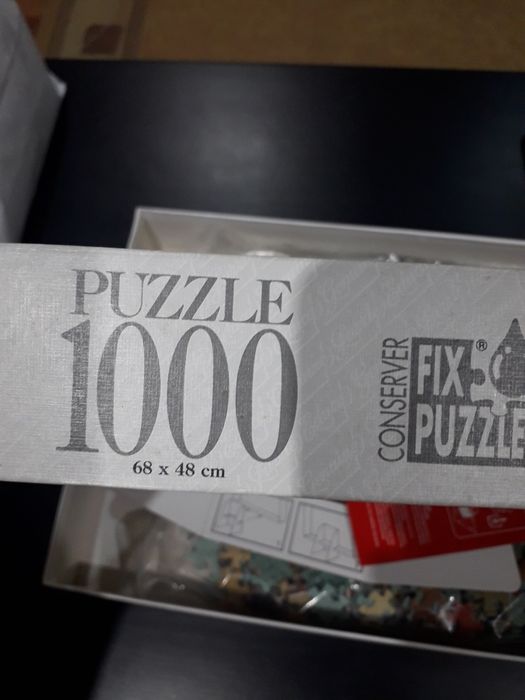 PUZZLE
1000
68 x 48 cm
CONSERVER
FIX
PUZZLE
®